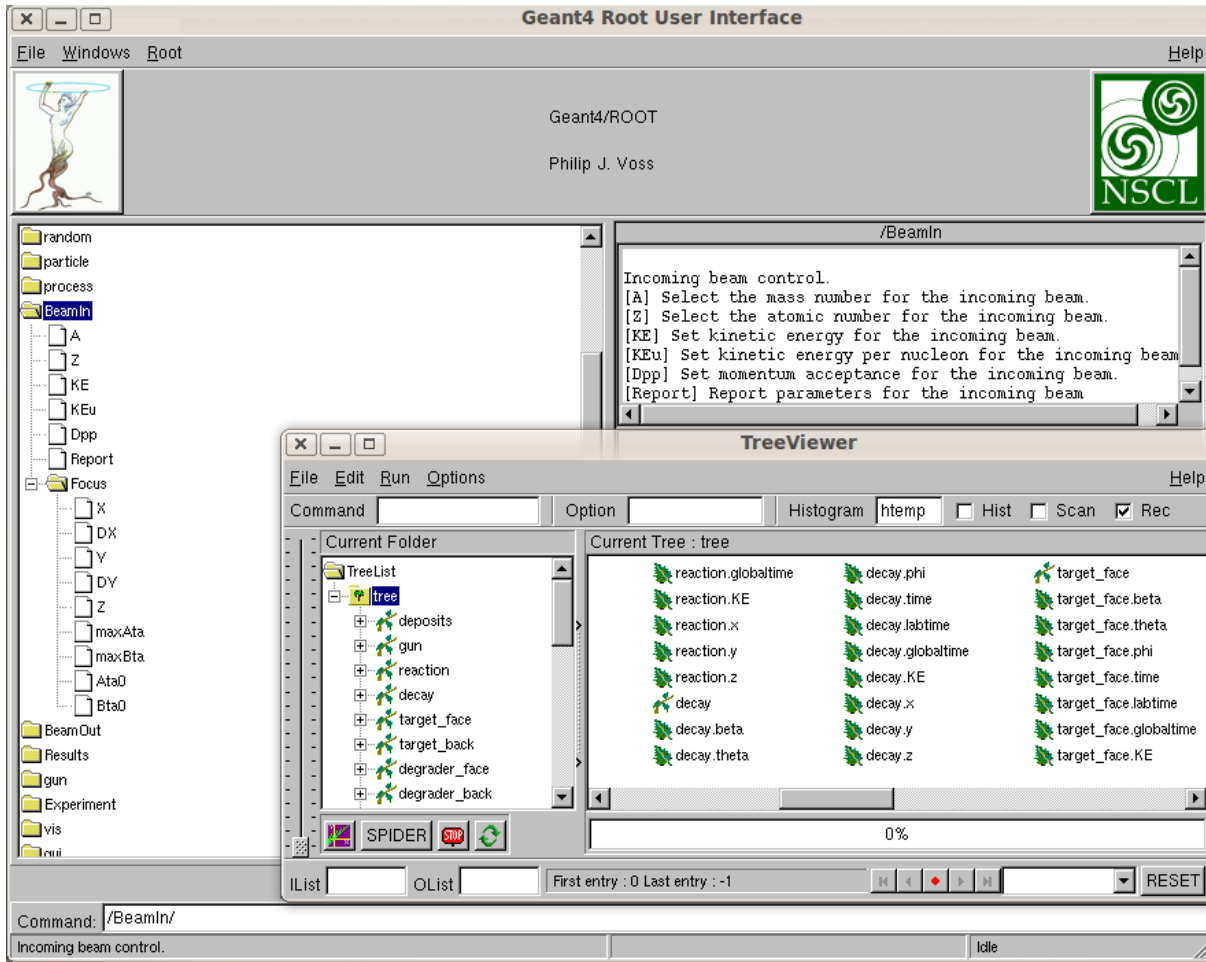 Geant4 Root User Interface
File Windows Root Help
Geant4/ROOT
Philip J. Voss
NSCL
random
particle
process
BeamIn
A
Z
KE
KEu
Dpp
Report
Focus
X
DX
Y
DY
Z
maxAta
maxBta
Ata0
Bta0
BeamOut
Results
gun
Experiment
vis
gui
/BeamIn
Incoming beam control.
[A] Select the mass number for the incoming beam.
[Z] Select the atomic number for the incoming beam.
[KE] Set kinetic energy for the incoming beam.
[KEu] Set kinetic energy per nucleon for the incoming beam
[Dpp] Set momentum acceptance for the incoming beam.
[Report] Report parameters for the incoming beam
TreeViewer
File Edit Run Options Help
Command Option Histogram htemp Hist Scan Rec
Current Folder
TreeList
tree
deposits
gun
reaction
decay
target_face
target_back
degrader_face
degrader_back
Current Tree : tree
reaction.globaltime decay.phi target_face
reaction.KE decay.time target_face.beta
reaction.x decay.labtime target_face.theta
reaction.y decay.globaltime target_face.phi
reaction.z decay.KE target_face.time
decay decay.x target_face.labtime
decay.beta decay.y target_face.globaltime
decay.theta decay.z target_face.KE
SPIDER STOP
0%
IList OList First entry : 0 Last entry : -1 RESET
Command: /BeamIn/
Incoming beam control. Idle